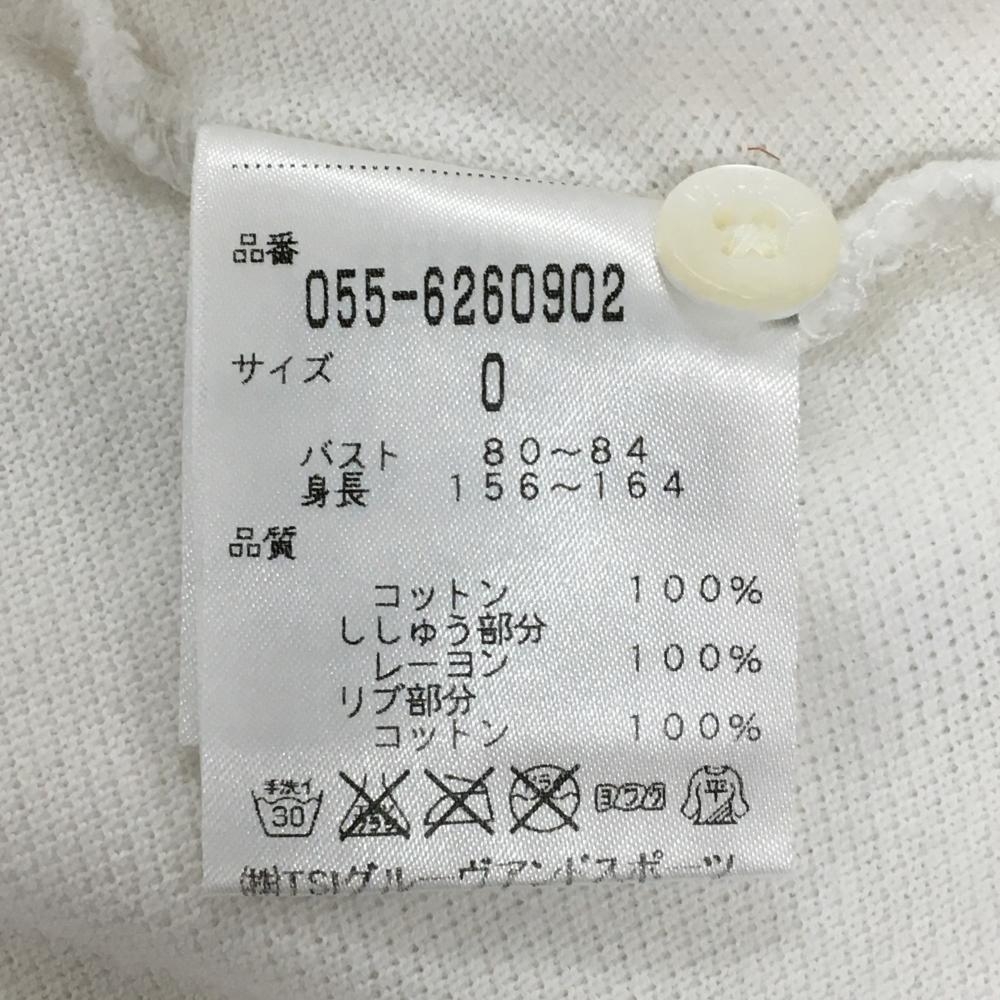 品番
055-6260902
サイズ 0
バスト 80~84
身長 156~164
品質
コットン 100%
ししゅう部分
レーヨン 100%
リブ部分
コットン 100%
手洗イ
30 ヨワク 平
㈱TSIグルーヴアンドスポーツ